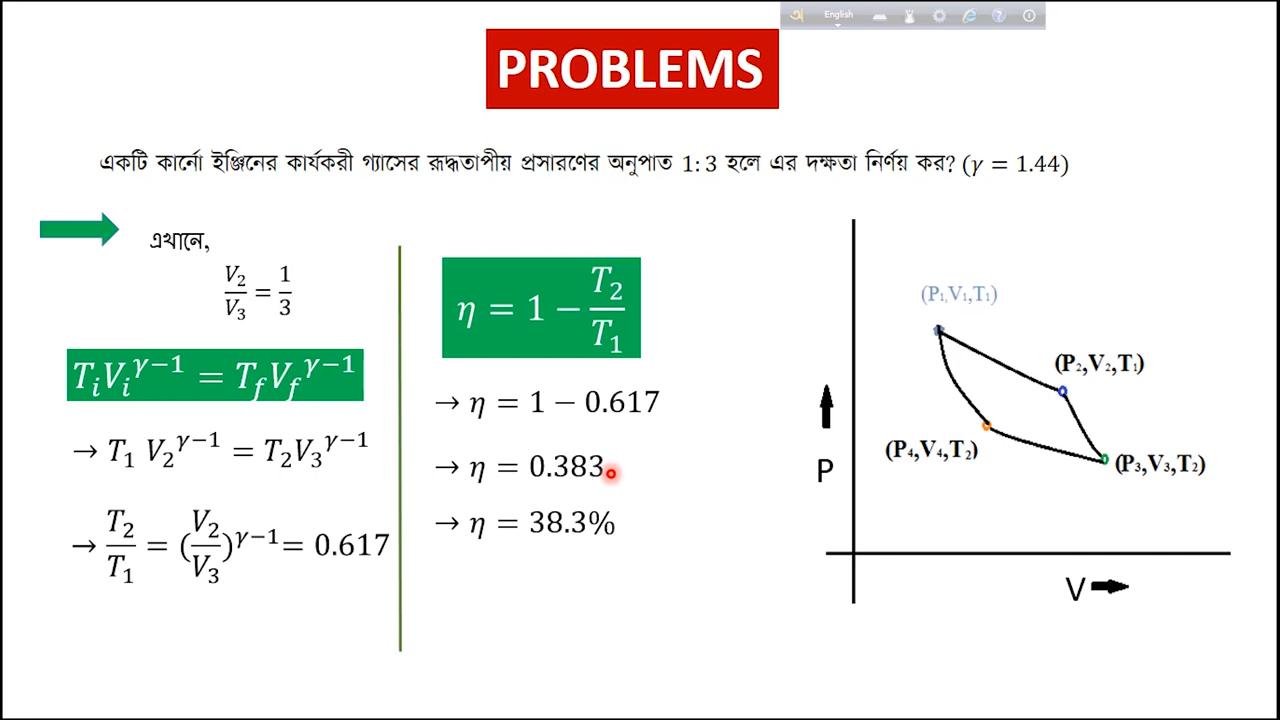 English
PROBLEMS
একটি কার্নো ইঞ্জিনের কার্যকরী গ্যাসের রূদ্ধতাপীয় প্রসারণের অনুপাত 1: 3 হলে এর দক্ষতা নির্ণয় কর? (γ = 1.44)
এখানে,
V₂/V₃ = 1/3
TᵢVᵢ^γ−1 = T_fV_f^γ−1
→ T₁ V₂^γ−1 = T₂V₃^γ−1
→ T₂/T₁ = (V₂/V₃)^γ−1 = 0.617
η = 1 − T₂/T₁
→ η = 1 − 0.617
→ η = 0.383
→ η = 38.3%
(P₁,V₁,T₁)
(P₂,V₂,T₁)
(P₄,V₄,T₂)
(P₃,V₃,T₂)
P
V